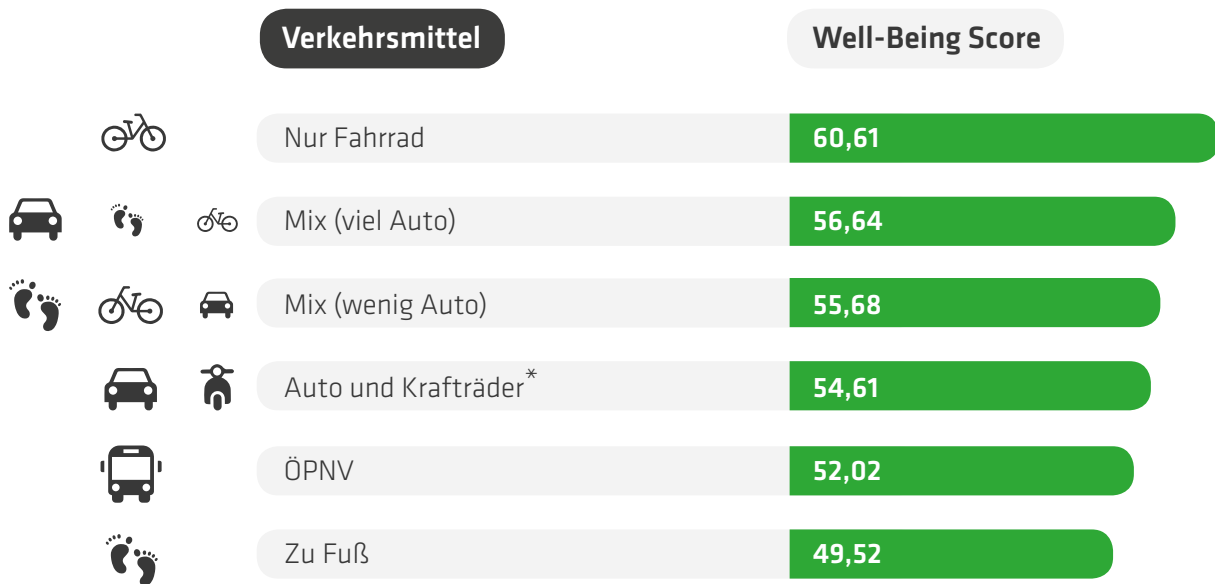 Verkehrsmittel Well-Being Score
Nur Fahrrad 60,61
Mix (viel Auto) 56,64
Mix (wenig Auto) 55,68
Auto und Krafträder* 54,61
ÖPNV 52,02
Zu Fuß 49,52